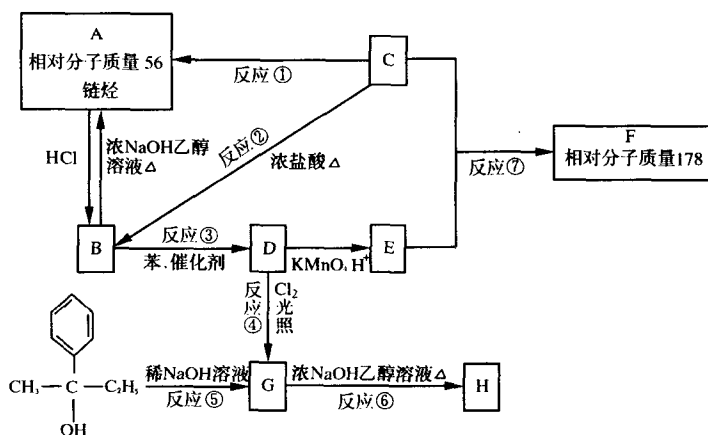 A
相对分子质量 56
链烃
反应①
C
HCl
浓NaOH乙醇
溶液△
反应②
浓盐酸△
反应⑦
F
相对分子质量178
B
反应③
苯、催化剂
D
KMnO4 H+
E
反应④
Cl2
光照
CH3
C
C2H5
OH
稀NaOH溶液
反应⑤
G
浓NaOH乙醇溶液△
反应⑥
H